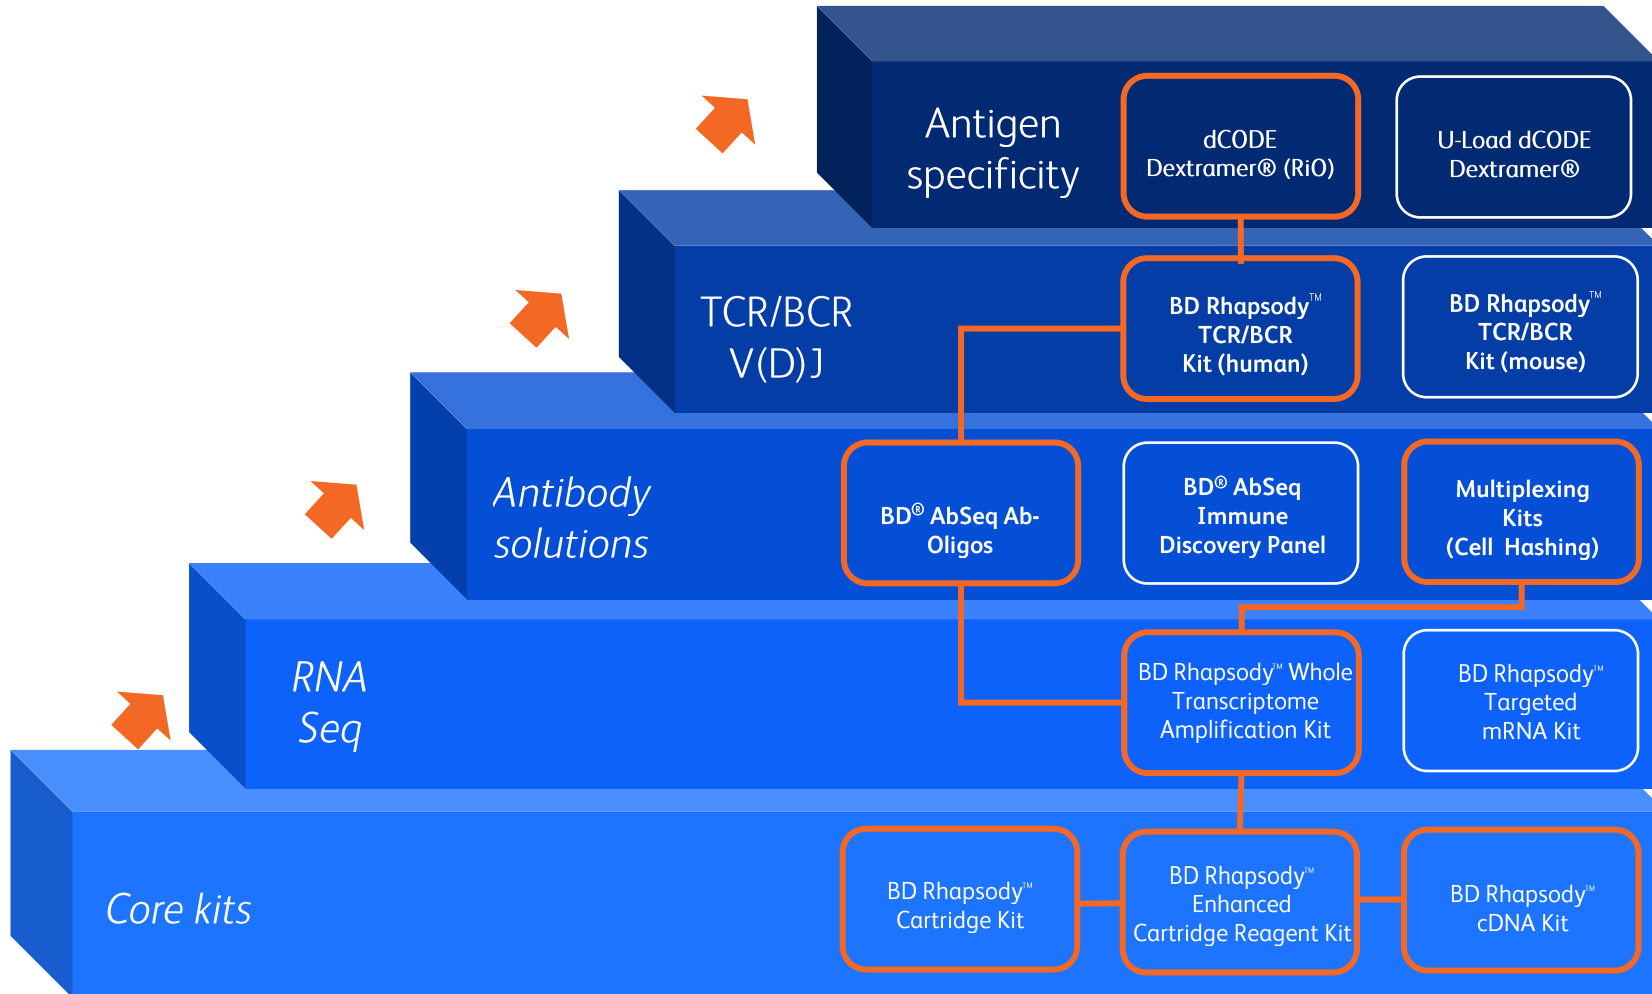 Antigen
specificity
dCODE
Dextramer® (RiO)
U-Load dCODE
Dextramer®
TCR/BCR
V(D)J
BD Rhapsody™
TCR/BCR
Kit (human)
BD Rhapsody™
TCR/BCR
Kit (mouse)
Antibody
solutions
BD® AbSeq Ab-
Oligos
BD® AbSeq
Immune
Discovery Panel
Multiplexing
Kits
(Cell Hashing)
RNA
Seq
BD Rhapsody™ Whole
Transcriptome
Amplification Kit
BD Rhapsody™
Targeted
mRNA Kit
Core kits
BD Rhapsody™
Cartridge Kit
BD Rhapsody™
Enhanced
Cartridge Reagent Kit
BD Rhapsody™
cDNA Kit